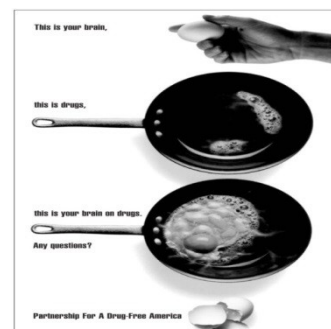 This is your brain,
this is drugs,
this is your brain on drugs.
Any questions?
Partnership For A Drug-Free America